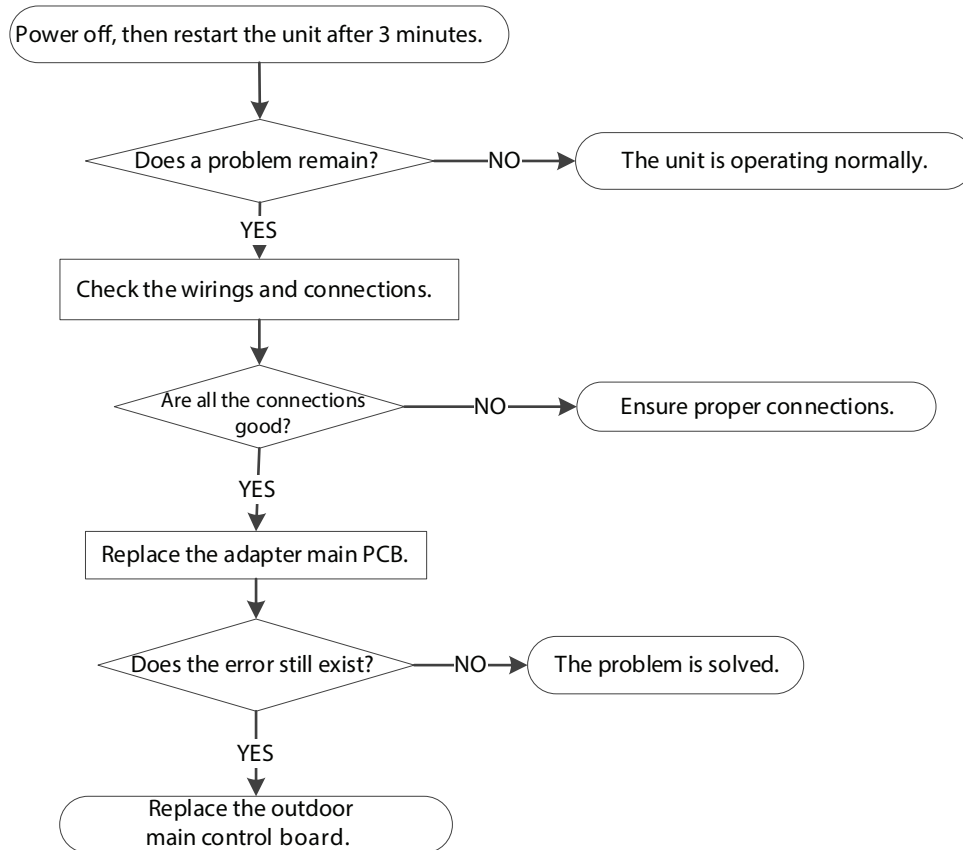 Power off, then restart the unit after 3 minutes.
Does a problem remain?
NO
The unit is operating normally.
YES
Check the wirings and connections.
Are all the connections
good?
NO
Ensure proper connections.
YES
Replace the adapter main PCB.
Does the error still exist?
NO
The problem is solved.
YES
Replace the outdoor
main control board.